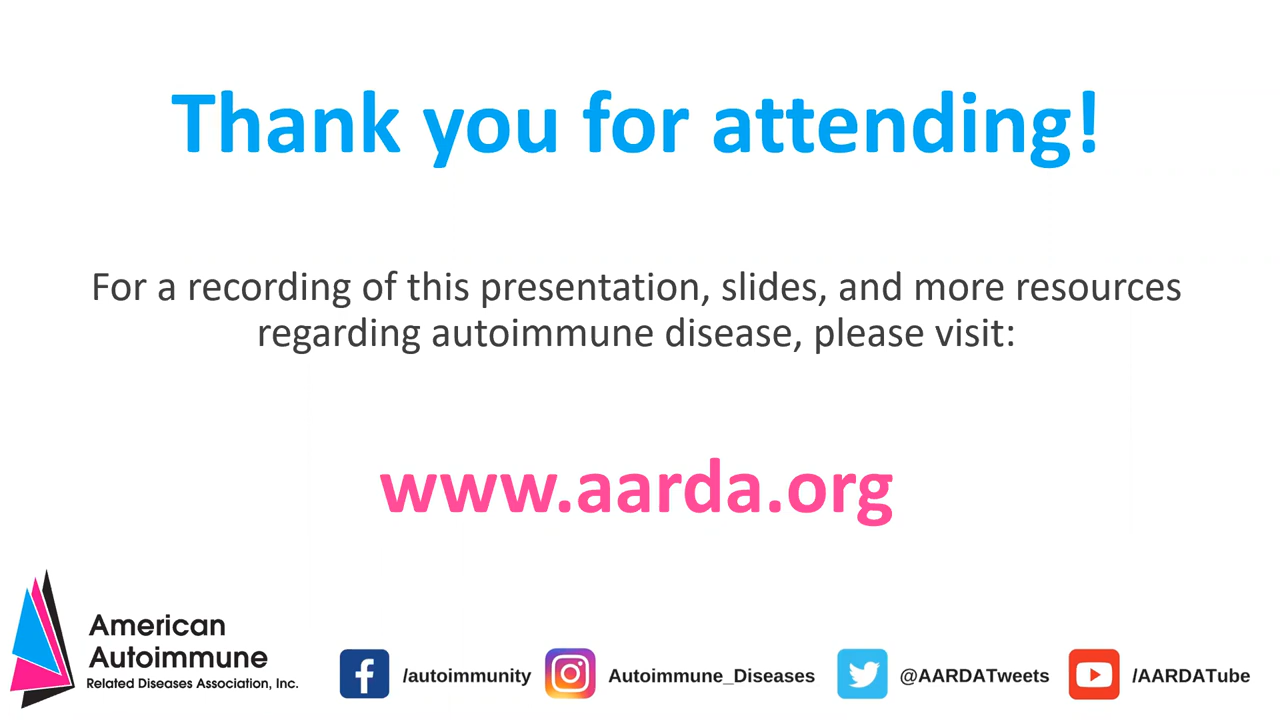 Thank you for attending!
For a recording of this presentation, slides, and more resources
regarding autoimmune disease, please visit:
www.aarda.org
American
Autoimmune
Related Diseases Association, Inc.
/autoimmunity
Autoimmune_Diseases
@AARDATweets
/AARDATube